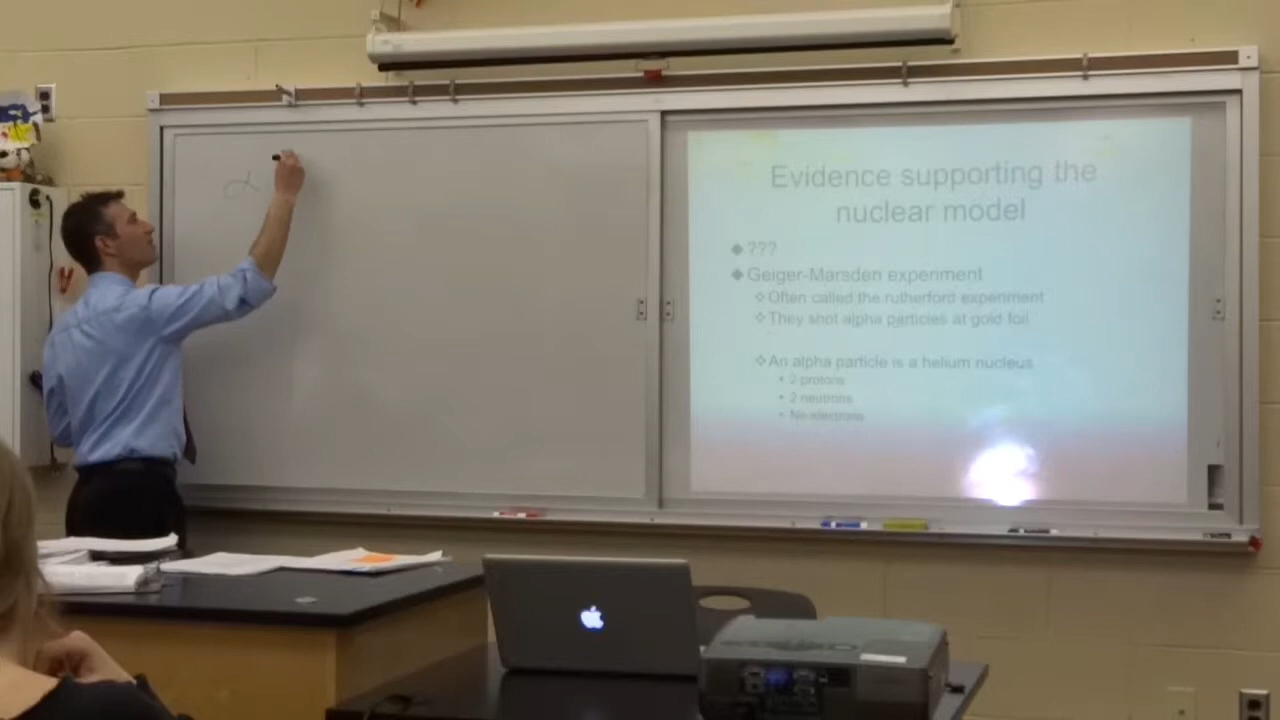 α
Evidence supporting the
nuclear model
???
Geiger-Marsden experiment
Often called the rutherford experiment
They shot alpha particles at gold foil
An alpha particle is a helium nucleus
2 protons
2 neutrons
No electrons